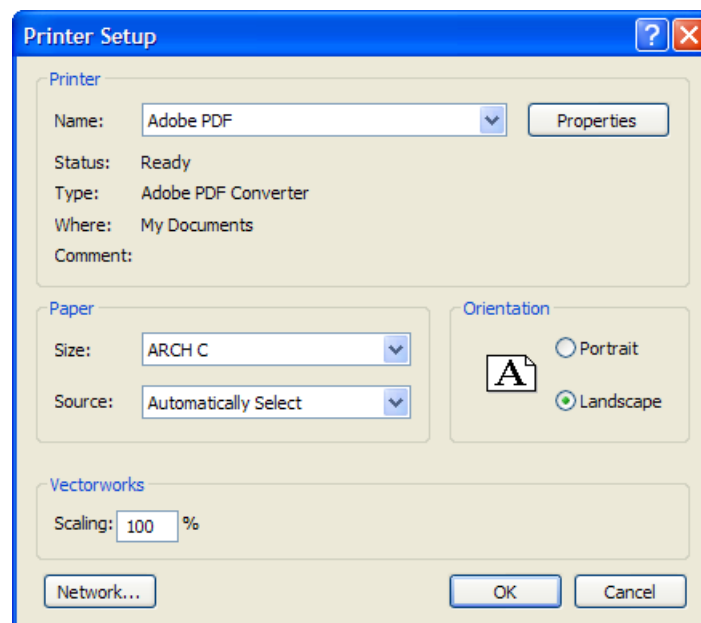 Printer Setup
Printer
Name: Adobe PDF Properties
Status: Ready
Type: Adobe PDF Converter
Where: My Documents
Comment:
Paper
Size: ARCH C
Source: Automatically Select
Orientation
A
Portrait
Landscape
Vectorworks
Scaling: 100 %
Network... OK Cancel